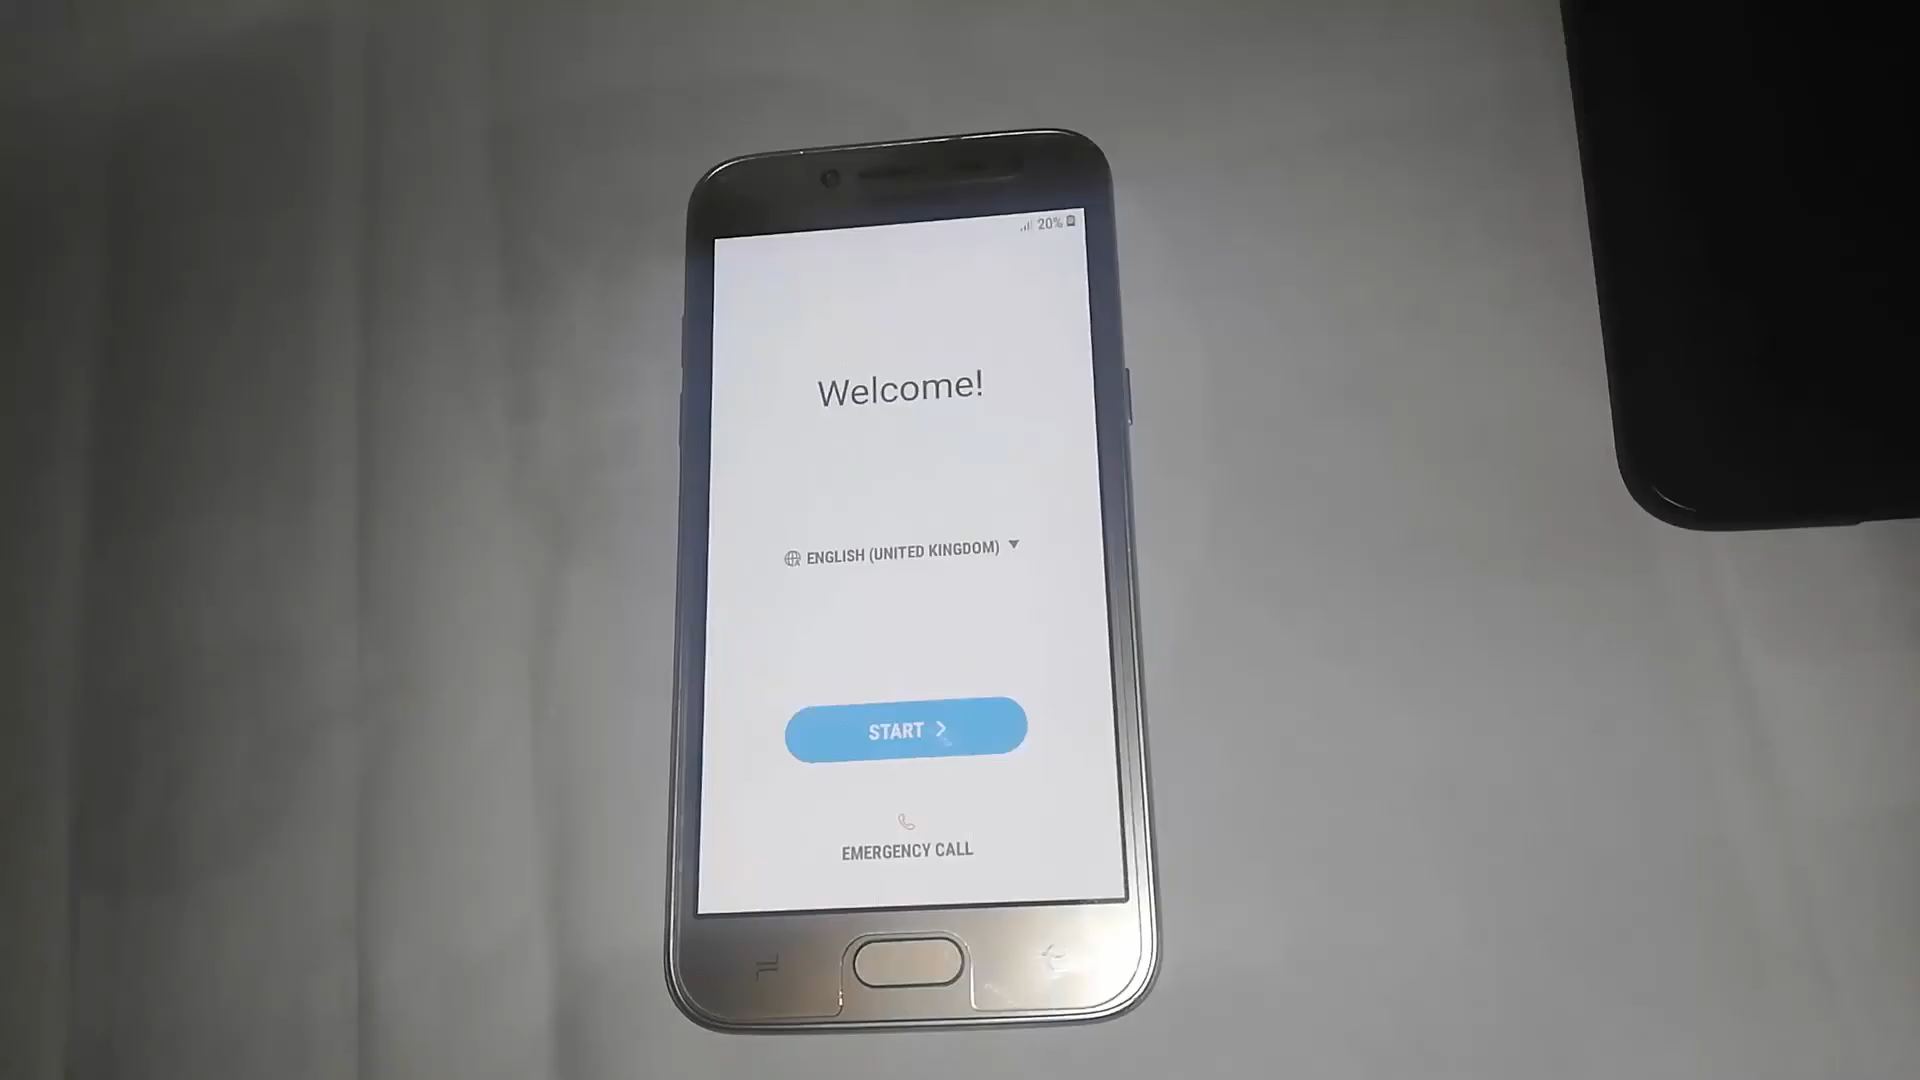 20%
Welcome!
ENGLISH (UNITED KINGDOM)
START
EMERGENCY CALL